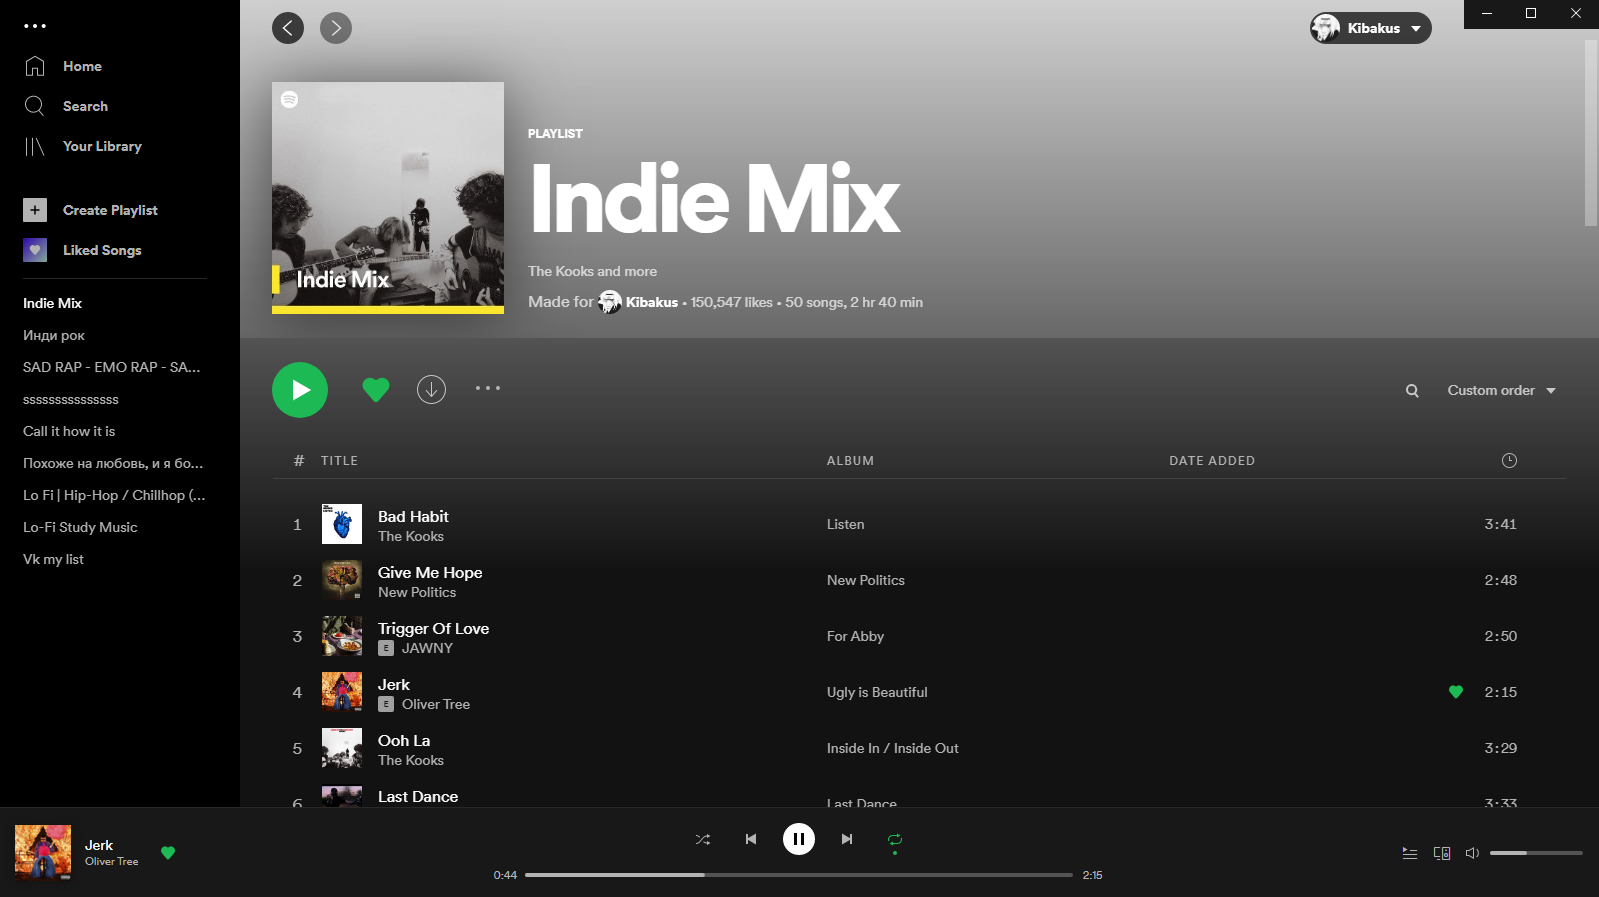 Home
Search
Your Library
Create Playlist
Liked Songs
Indie Mix
Инди рок
SAD RAP - EMO RAP - SA...
sssssssssssssss
Call it how it is
Похоже на любовь, и я бо...
Lo Fi | Hip-Hop / Chillhop (...
Lo-Fi Study Music
Vk my list
Kibakus
Indie Mix
PLAYLIST
Indie Mix
The Kooks and more
Made for Kibakus • 150,547 likes • 50 songs, 2 hr 40 min
Custom order
# TITLE ALBUM DATE ADDED
1 Bad Habit Listen 3:41
The Kooks
2 Give Me Hope New Politics 2:48
New Politics
3 Trigger Of Love For Abby 2:50
E JAWNY
4 Jerk Ugly is Beautiful 2:15
E Oliver Tree
5 Ooh La Inside In / Inside Out 3:29
The Kooks
6 Last Dance Last Dance 3:33
Jerk
Oliver Tree
0:44 2:15